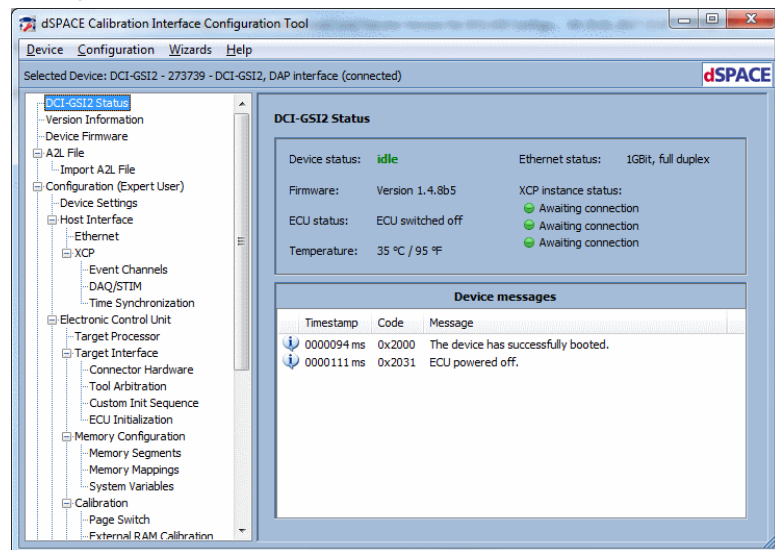 dSPACE Calibration Interface Configuration Tool
Device Configuration Wizards Help
Selected Device: DCI-GSI2 - 273739 - DCI-GSI2, DAP interface (connected)
dSPACE
DCI-GSI2 Status
Version Information
Device Firmware
A2L File
Import A2L File
Configuration (Expert User)
Device Settings
Host Interface
Ethernet
XCP
Event Channels
DAQ/STIM
Time Synchronization
Electronic Control Unit
Target Processor
Target Interface
Connector Hardware
Tool Arbitration
Custom Init Sequence
ECU Initialization
Memory Configuration
Memory Segments
Memory Mappings
System Variables
Calibration
Page Switch
External RAM Calibration
DCI-GSI2 Status
Device status: idle
Firmware: Version 1.4.8b5
ECU status: ECU switched off
Temperature: 35 °C / 95 °F
Ethernet status: 1GBit, full duplex
XCP instance status:
Awaiting connection
Awaiting connection
Awaiting connection
Device messages
Timestamp Code Message
0000094 ms 0x2000 The device has successfully booted.
0000111 ms 0x2031 ECU powered off.